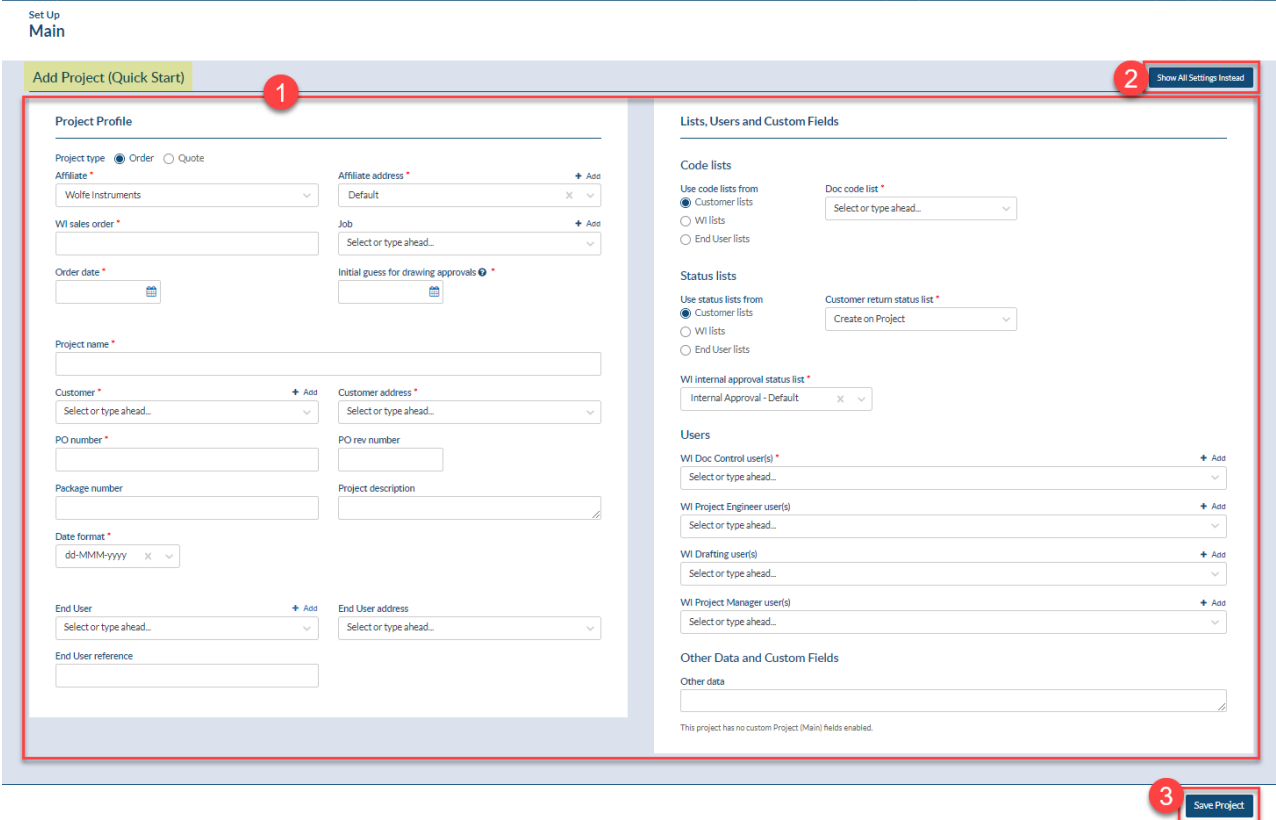 Set Up
Main
Add Project (Quick Start)
1
2
Show All Settings Instead
Project Profile
Project type Order Quote
Affiliate * Affiliate address * + Add
Wolfe Instruments Default
WI sales order * Job + Add
Select or type ahead...
Order date * Initial guess for drawing approvals ? *
Project name *
Customer * + Add Customer address *
Select or type ahead... Select or type ahead...
PO number * PO rev number
Package number Project description
Date format *
dd-MMM-yyyy
End User + Add End User address
Select or type ahead... Select or type ahead...
End User reference
Lists, Users and Custom Fields
Code lists
Use code lists from Doc code list *
Customer lists Select or type ahead...
WI lists
End User lists
Status lists
Use status lists from Customer return status list *
Customer lists Create on Project
WI lists
End User lists
WI internal approval status list *
Internal Approval - Default
Users
WI Doc Control user(s) * + Add
Select or type ahead...
WI Project Engineer user(s) + Add
Select or type ahead...
WI Drafting user(s) + Add
Select or type ahead...
WI Project Manager user(s) + Add
Select or type ahead...
Other Data and Custom Fields
Other data
This project has no custom Project (Main) fields enabled.
3
Save Project